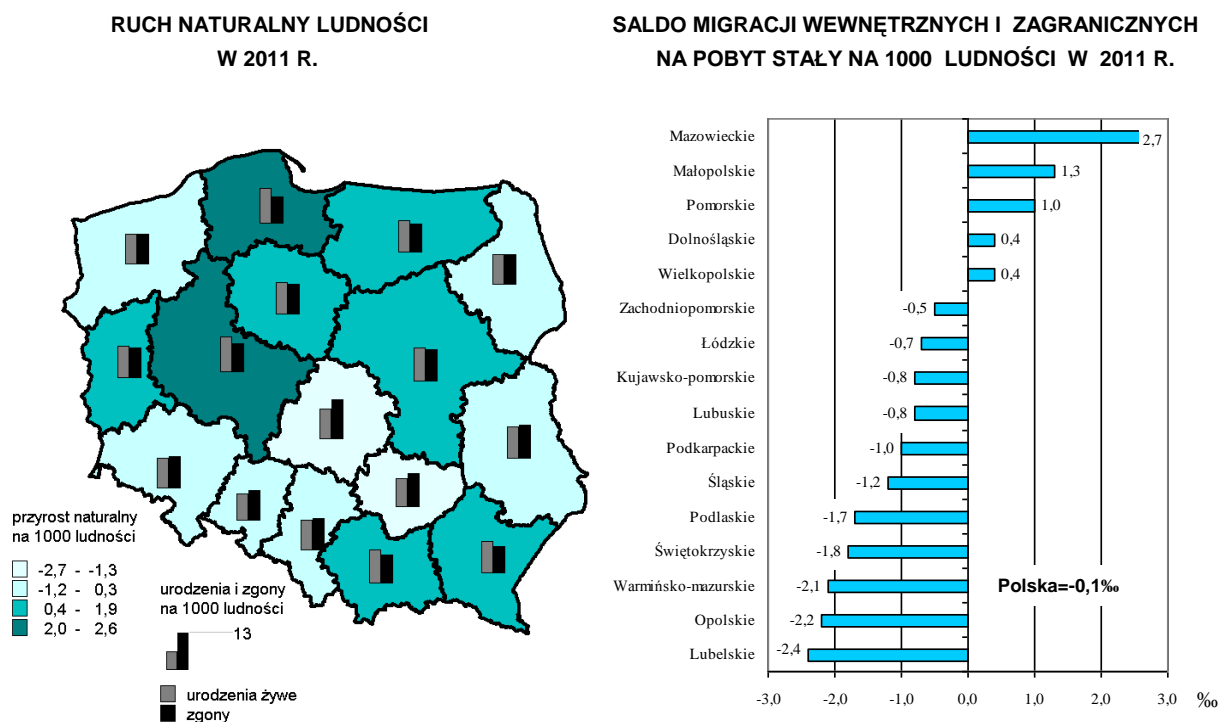 RUCH NATURALNY LUDNOŚCI
W 2011 R.
przyrost naturalny
na 1000 ludności
-2,7 - -1,3
-1,2 - 0,3
0,4 - 1,9
2,0 - 2,6
urodzenia i zgony
na 1000 ludności
13
urodzenia żywe
zgony
SALDO MIGRACJI WEWNĘTRZNYCH I ZAGRANICZNYCH
NA POBYT STAŁY NA 1000 LUDNOŚCI W 2011 R.
Mazowieckie 2,7
Małopolskie 1,3
Pomorskie 1,0
Dolnośląskie 0,4
Wielkopolskie 0,4
Zachodniopomorskie -0,5
Łódzkie -0,7
Kujawsko-pomorskie -0,8
Lubuskie -0,8
Podkarpackie -1,0
Śląskie -1,2
Podlaskie -1,7
Świętokrzyskie -1,8
Warmińsko-mazurskie -2,1 Polska=-0,1‰
Opolskie -2,2
Lubelskie -2,4
-3,0 -2,0 -1,0 0,0 1,0 2,0 3,0 ‰